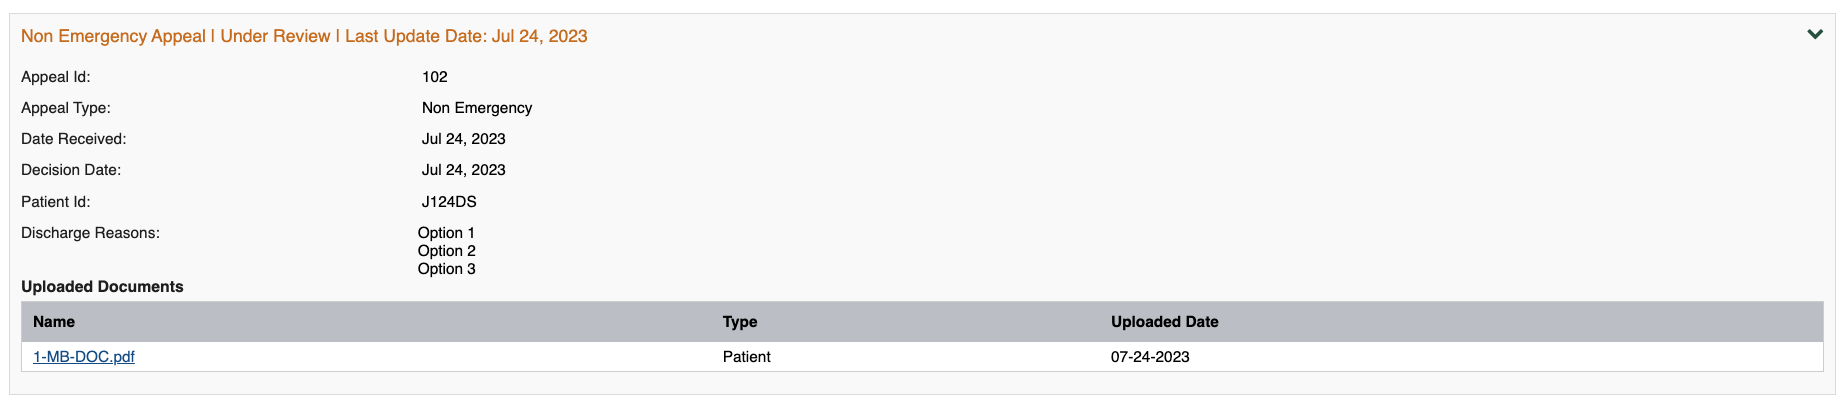 Non Emergency Appeal | Under Review | Last Update Date: Jul 24, 2023
Appeal Id: 102
Appeal Type: Non Emergency
Date Received: Jul 24, 2023
Decision Date: Jul 24, 2023
Patient Id: J124DS
Discharge Reasons: Option 1
Option 2
Option 3
Uploaded Documents
Name Type Uploaded Date
1-MB-DOC.pdf Patient 07-24-2023